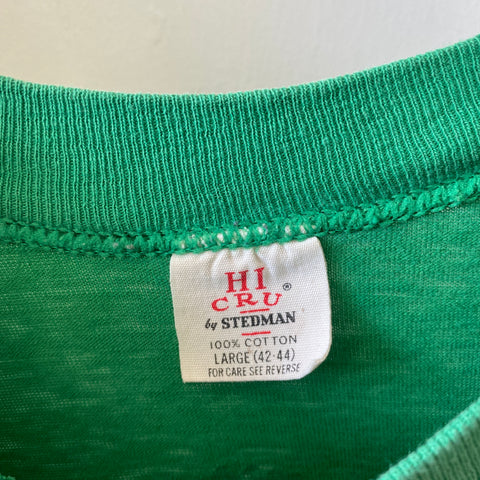 HI
CRU®
by STEDMAN
100% COTTON
LARGE (42-44)
FOR CARE SEE REVERSE